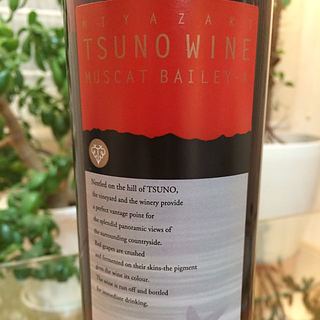 MIYAZAKI
TSUNO WINE
MUSCAT BAILEY-A
Nestled on the hill of TSUNO,
the vineyard and the winery provide
a perfect vantage point for
the splendid panoramic views of
the surrounding countryside.
Red grapes are crushed
and fermented on their skins-the pigment
gives the wine its colour.
The wine is run off and bottled
for immediate drinking.